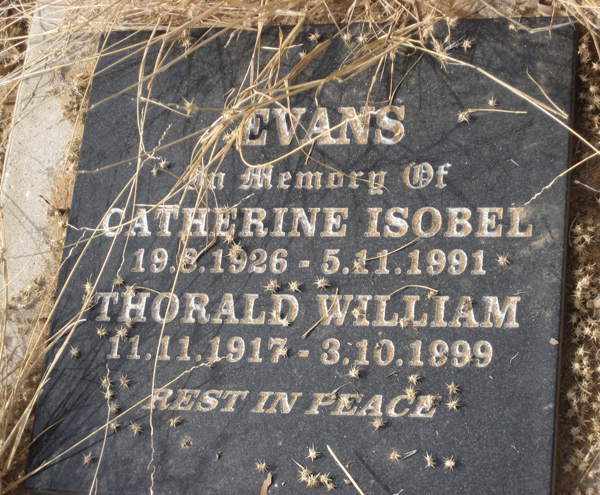 EVANS
In Memory Of
CATHERINE ISOBEL
19.8.1926 - 5.11.1991
THORALD WILLIAM
11.11.1917 - 3.10.1999
REST IN PEACE